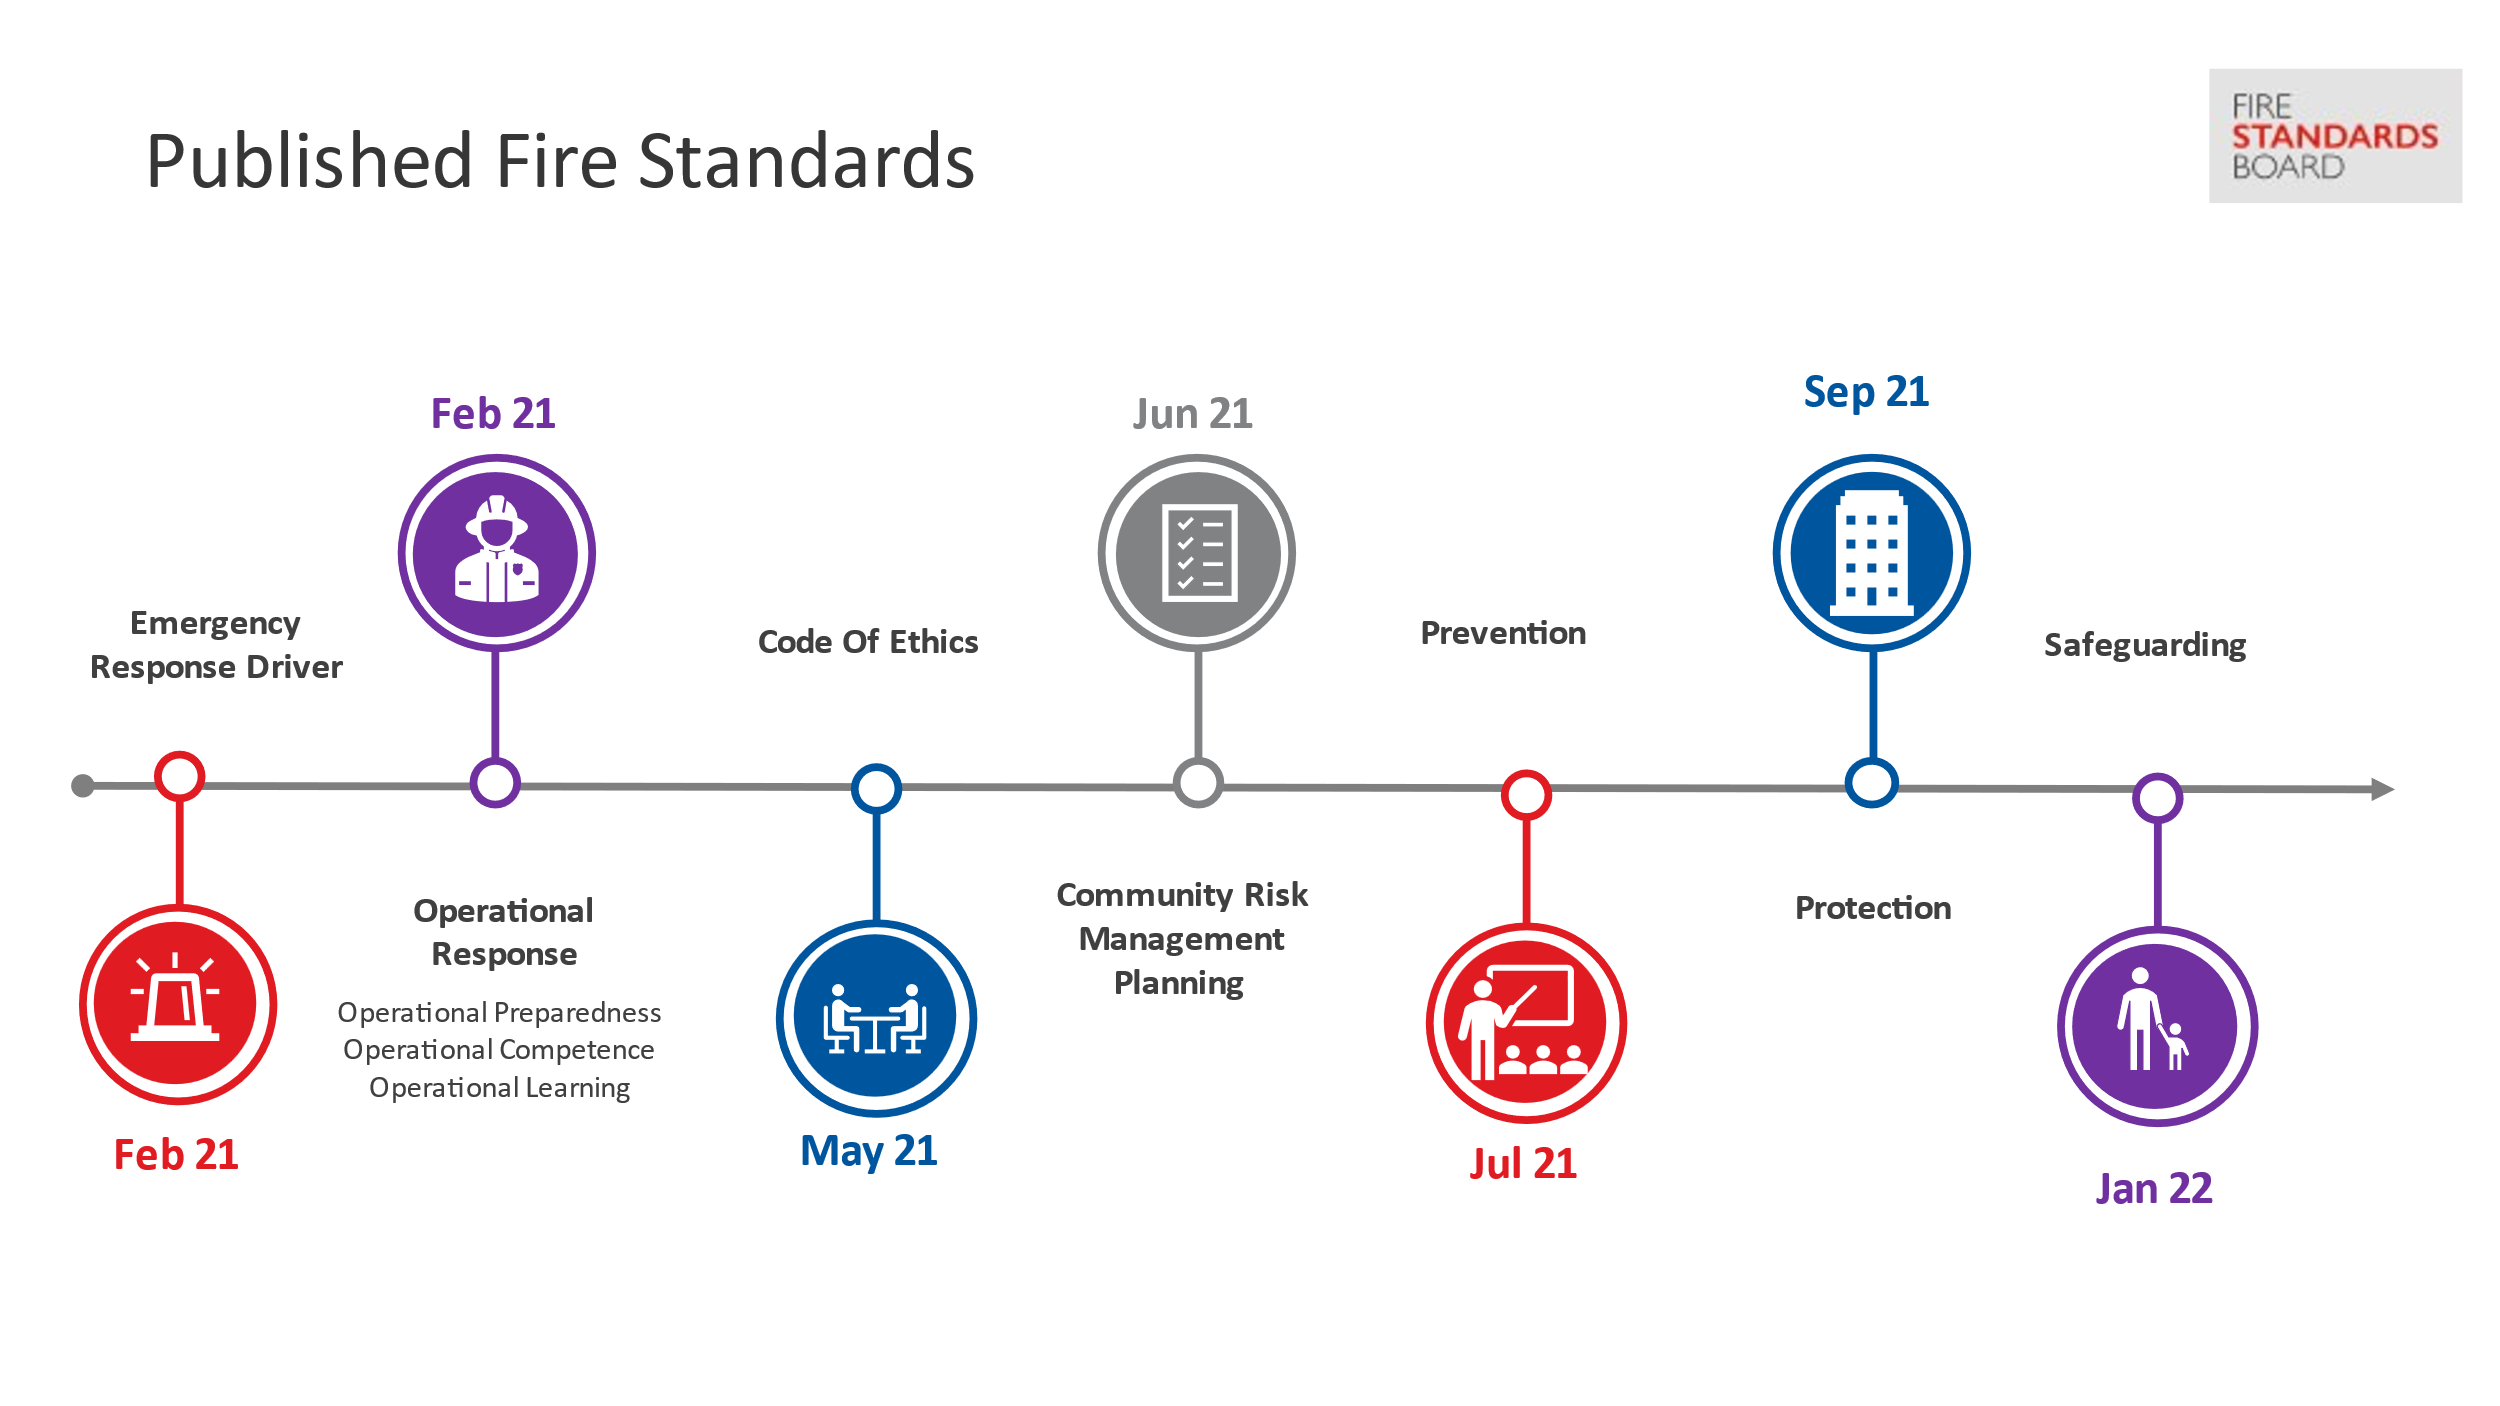 Published Fire Standards
FIRE
STANDARDS
BOARD
Emergency
Response Driver
Feb 21
Feb 21
Operational
Response
Operational Preparedness
Operational Competence
Operational Learning
Code Of Ethics
May 21
Jun 21
Community Risk
Management
Planning
Prevention
Jul 21
Sep 21
Protection
Safeguarding
Jan 22